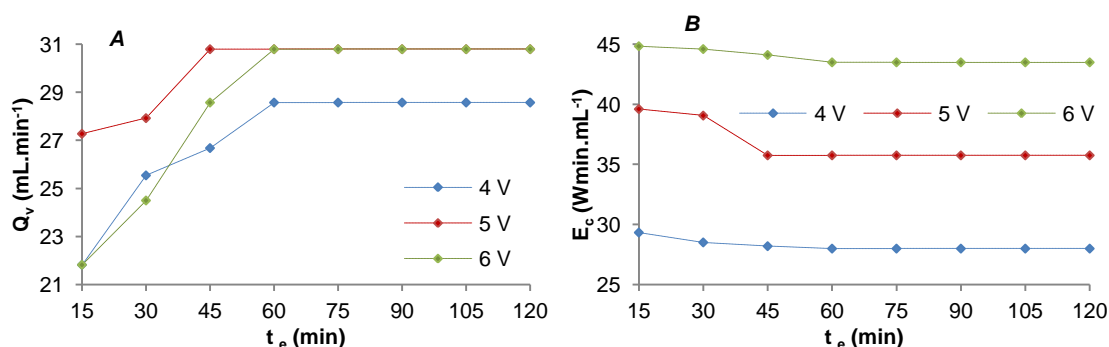 A
Qv (mL.min-1)
31
29
27
25
23
21
15 30 45 60 75 90 105 120
t e (min)
4 V
5 V
6 V
B
Ec (Wmin.mL-1)
45
40
35
30
25
15 30 45 60 75 90 105 120
t e (min)
4 V 5 V 6 V